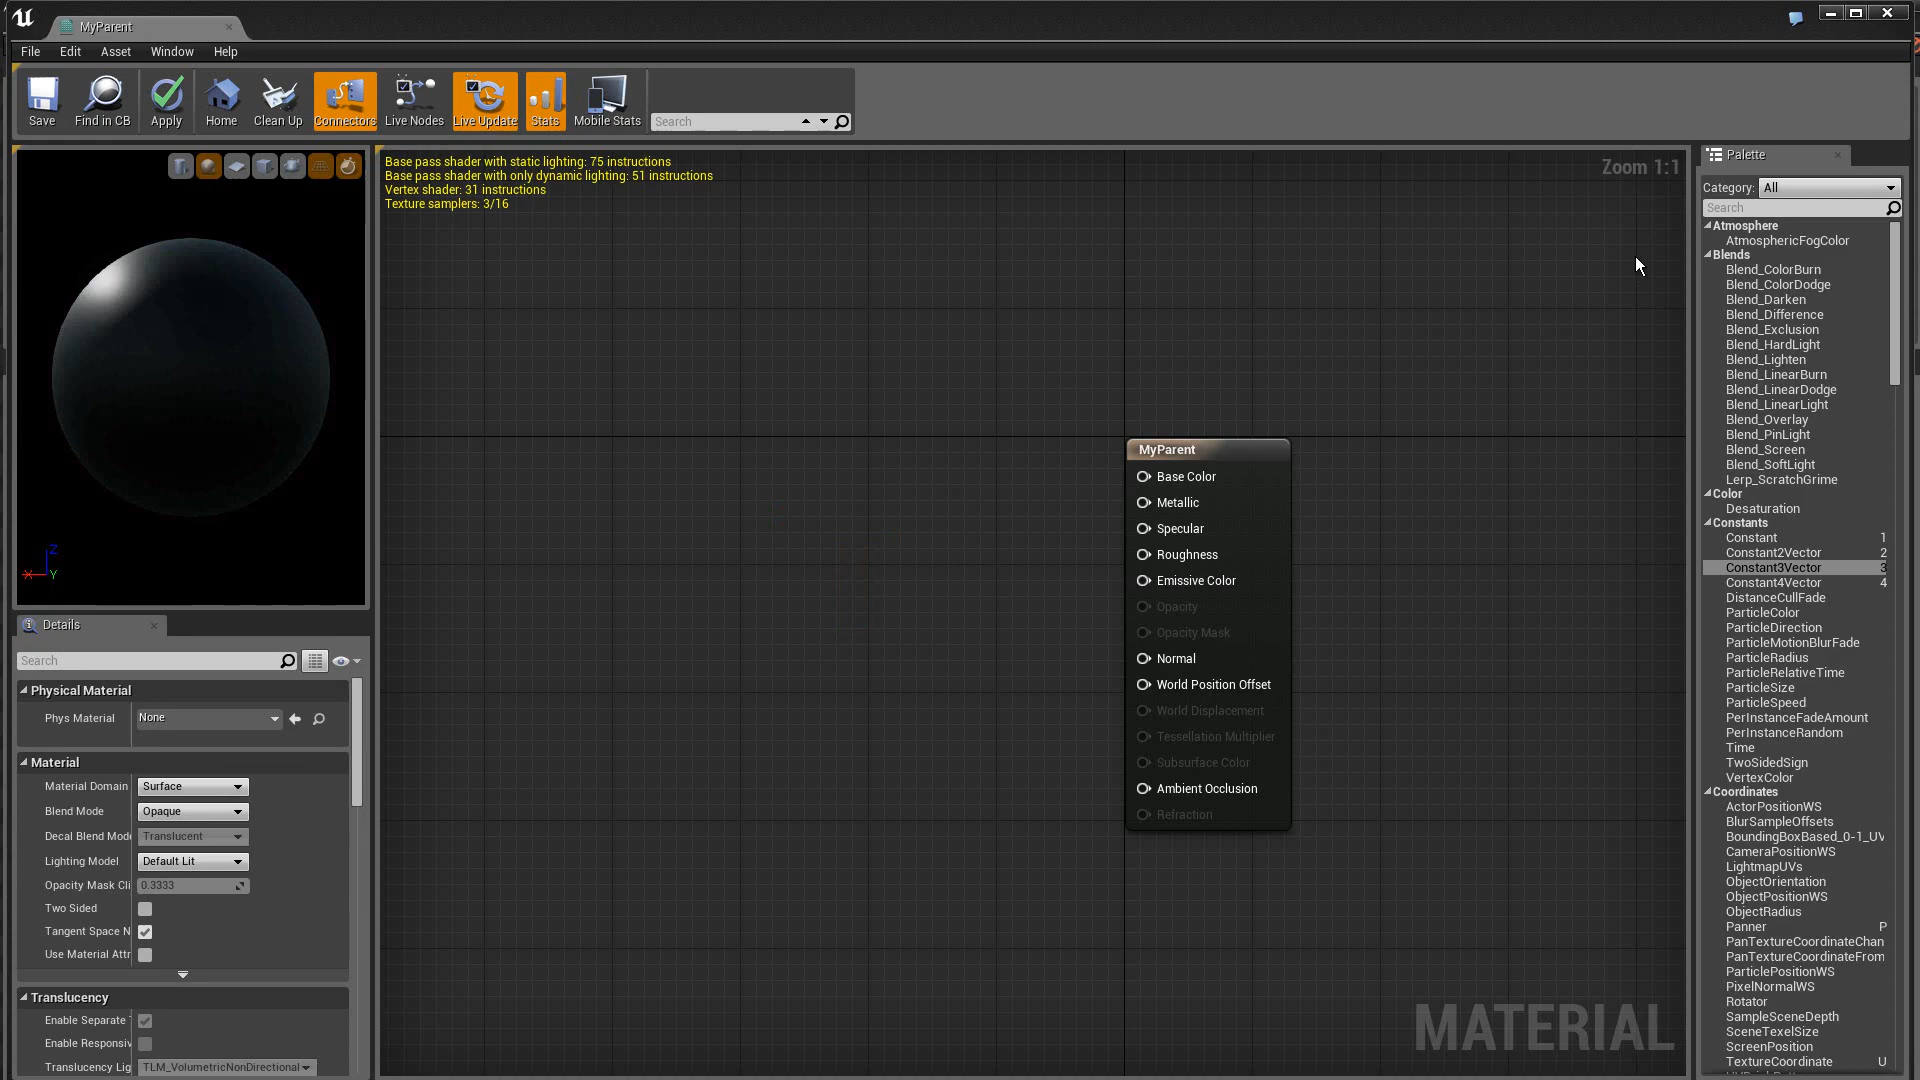 MyParent
File Edit Asset Window Help
Save Find in CB Apply Home Clean Up Connectors Live Nodes Live Update Stats Mobile Stats Search
Base pass shader with static lighting: 75 instructions
Base pass shader with only dynamic lighting: 51 instructions
Vertex shader: 31 instructions
Texture samplers: 3/16
Zoom 1:1
Z
X Y
Details
Search
Physical Material
Phys Material None
Material
Material Domain Surface
Blend Mode Opaque
Decal Blend Mode Translucent
Lighting Model Default Lit
Opacity Mask Cli 0.3333
Two Sided
Tangent Space N
Use Material Attr
Translucency
Enable Separate
Enable Responsiv
Translucency Lig TLM_VolumetricNonDirectional
MyParent
Base Color
Metallic
Specular
Roughness
Emissive Color
Opacity
Opacity Mask
Normal
World Position Offset
World Displacement
Tessellation Multiplier
Subsurface Color
Ambient Occlusion
Refraction
MATERIAL
Palette
Category: All
Search
Atmosphere
AtmosphericFogColor
Blends
Blend_ColorBurn
Blend_ColorDodge
Blend_Darken
Blend_Difference
Blend_Exclusion
Blend_HardLight
Blend_Lighten
Blend_LinearBurn
Blend_LinearDodge
Blend_LinearLight
Blend_Overlay
Blend_PinLight
Blend_Screen
Blend_SoftLight
Lerp_ScratchGrime
Color
Desaturation
Constants
Constant 1
Constant2Vector 2
Constant3Vector 3
Constant4Vector 4
DistanceCullFade
ParticleColor
ParticleDirection
ParticleMotionBlurFade
ParticleRadius
ParticleRelativeTime
ParticleSize
ParticleSpeed
PerInstanceFadeAmount
PerInstanceRandom
Time
TwoSidedSign
VertexColor
Coordinates
ActorPositionWS
BlurSampleOffsets
BoundingBoxBased_0-1_UV
CameraPositionWS
LightmapUVs
ObjectOrientation
ObjectPositionWS
ObjectRadius
Panner P
PanTextureCoordinateChan
PanTextureCoordinateFrom
ParticlePositionWS
PixelNormalWS
Rotator
SampleSceneDepth
SceneTexelSize
ScreenPosition
TextureCoordinate U